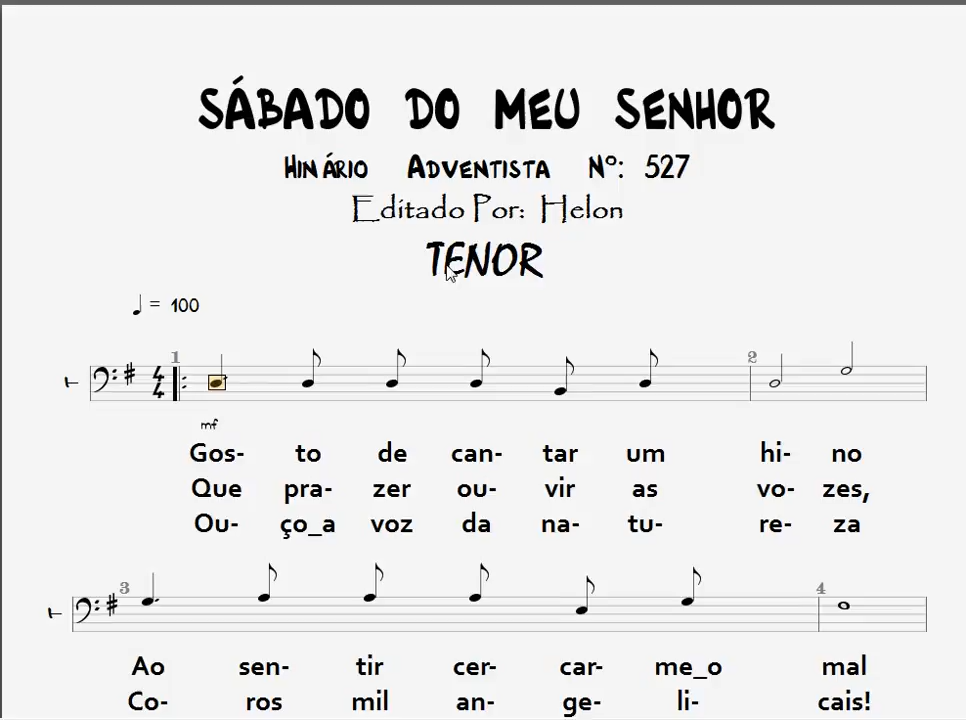 SÁBADO DO MEU SENHOR
HINÁRIO ADVENTISTA Nº: 527
Editado Por: Helon
TENOR
♩ = 100
1 2
T 4/4
mf
Gos- to de can- tar um hi- no
Que pra- zer ou- vir as vo- zes,
Ou- ço_a voz da na- tu- re- za
3 4
T
Ao sen- tir cer- car- me_o mal
Co- ros mil an- ge- li- cais!